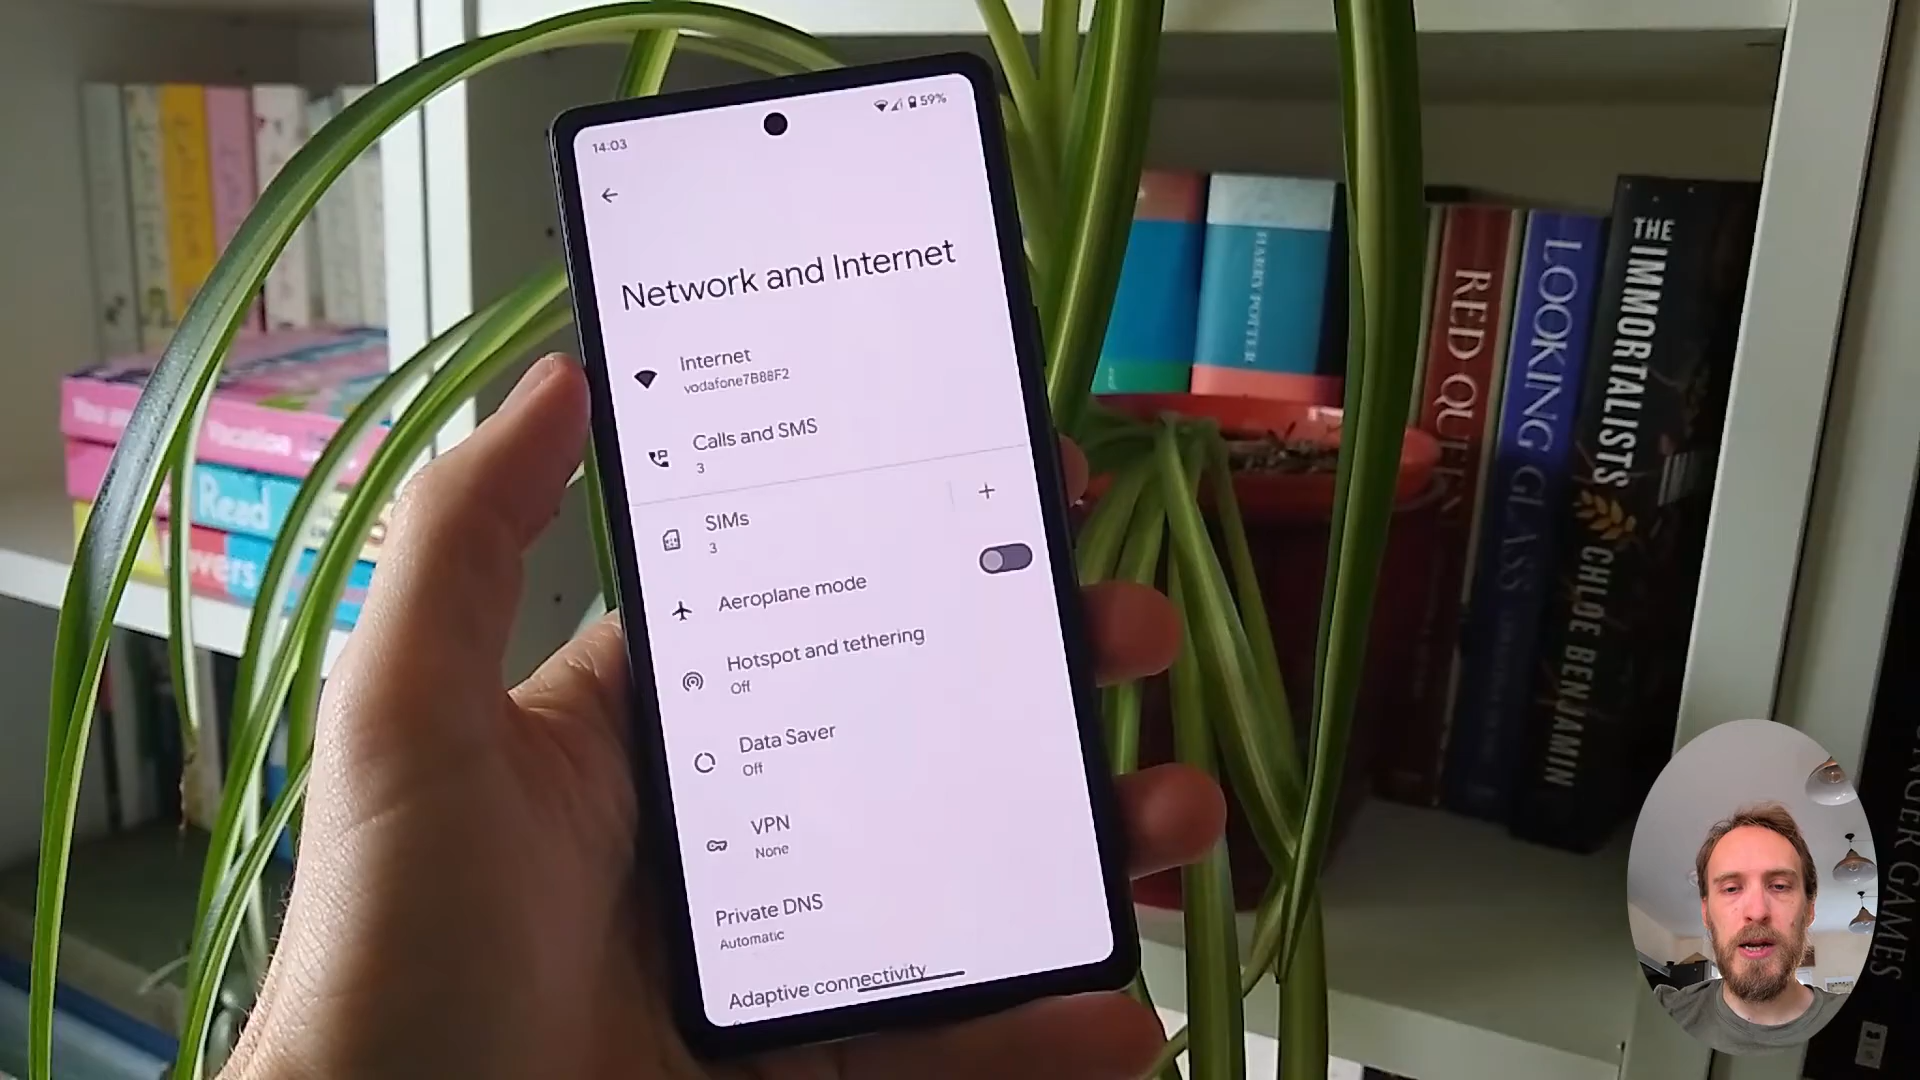 14:03
59%
Network and Internet
Internet
vodafone7B88F2
Calls and SMS
3
SIMs
3
Aeroplane mode
Hotspot and tethering
Off
Data Saver
Off
VPN
None
Private DNS
Automatic
Adaptive connectivity
Vacation
Read
HARRY POTTER
RED QUEEN
LOOKING GLASS
THE IMMORTALISTS
CHLOE BENJAMIN
GAMES